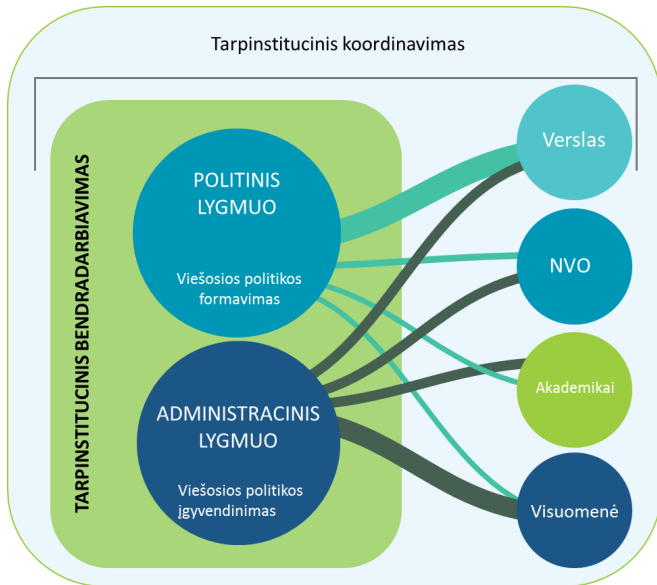 Tarpinstitucinis koordinavimas
TARPINSTITUCINIS BENDRADARBIAVIMAS
POLITINIS
LYGMUO
Viešosios politikos
formavimas
ADMINISTRACINIS
LYGMUO
Viešosios politikos
įgyvendinimas
Verslas
NVO
Akademikai
Visuomenė